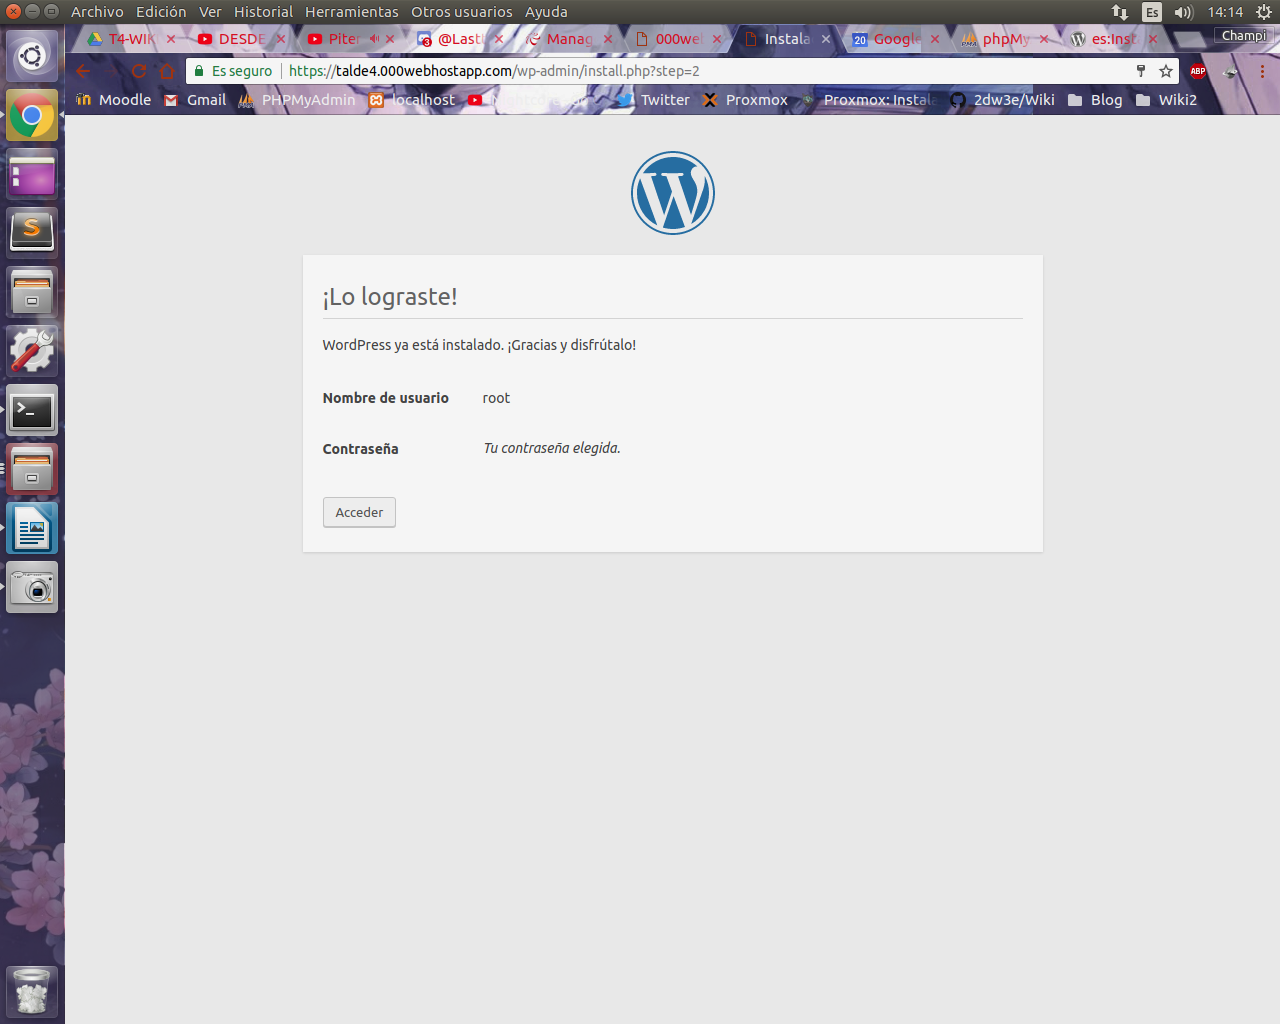 Archivo Edición Ver Historial Herramientas Otros usuarios Ayuda Es 14:14
T4-WIK DESDE Piter @Last Manag 000we Instala Google phpMy es:Inst Champi
Es seguro https://talde4.000webhostapp.com/wp-admin/install.php?step=2 ABP
Moodle Gmail PHPMyAdmin localhost Twitter Proxmox Proxmox: Instala 2dw3e/Wiki Blog Wiki2
¡Lo lograste!
WordPress ya está instalado. ¡Gracias y disfrútalo!
Nombre de usuario root
Contraseña Tu contraseña elegida.
Acceder